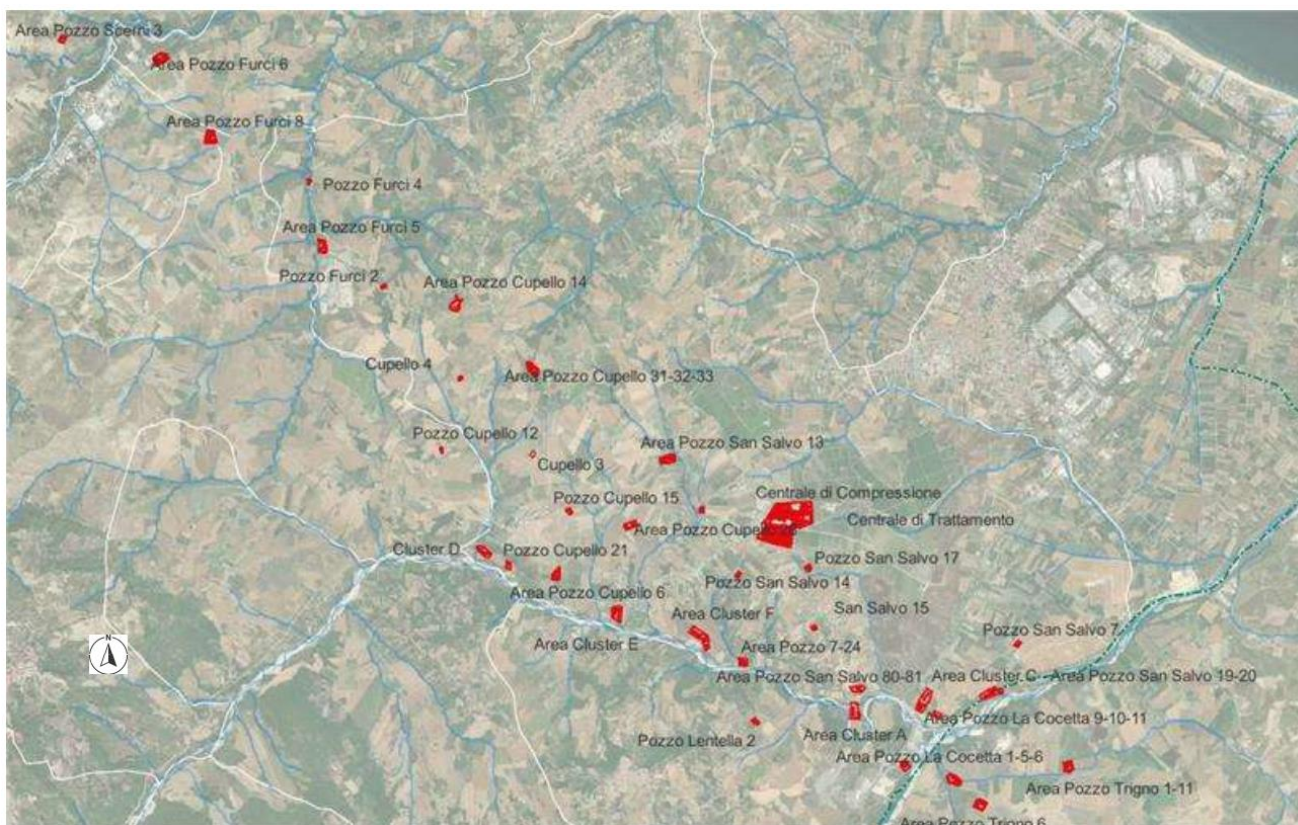 Area Pozzo Scerni 3
Area Pozzo Furci 6
Area Pozzo Furci 8
Pozzo Furci 4
Area Pozzo Furci 5
Pozzo Furci 2
Area Pozzo Cupello 14
Cupello 4
Area Pozzo Cupello 31-32-33
Pozzo Cupello 12
Area Pozzo San Salvo 13
Cupello 3
Pozzo Cupello 15
Centrale di Compressione
Centrale di Trattamento
Area Pozzo Cupello
Cluster D
Pozzo Cupello 21
Pozzo San Salvo 17
Pozzo San Salvo 14
Area Pozzo Cupello 6
San Salvo 15
Area Cluster F
Area Cluster E
Pozzo San Salvo 7
Area Pozzo 7-24
Area Pozzo San Salvo 80-81
Area Cluster C
Area Pozzo San Salvo 19-20
Area Pozzo La Cocetta 9-10-11
Area Cluster A
Pozzo Lentella 2
Area Pozzo La Cocetta 1-5-6
Area Pozzo Trigno 1-11
Area Pozzo Trigno 6
N